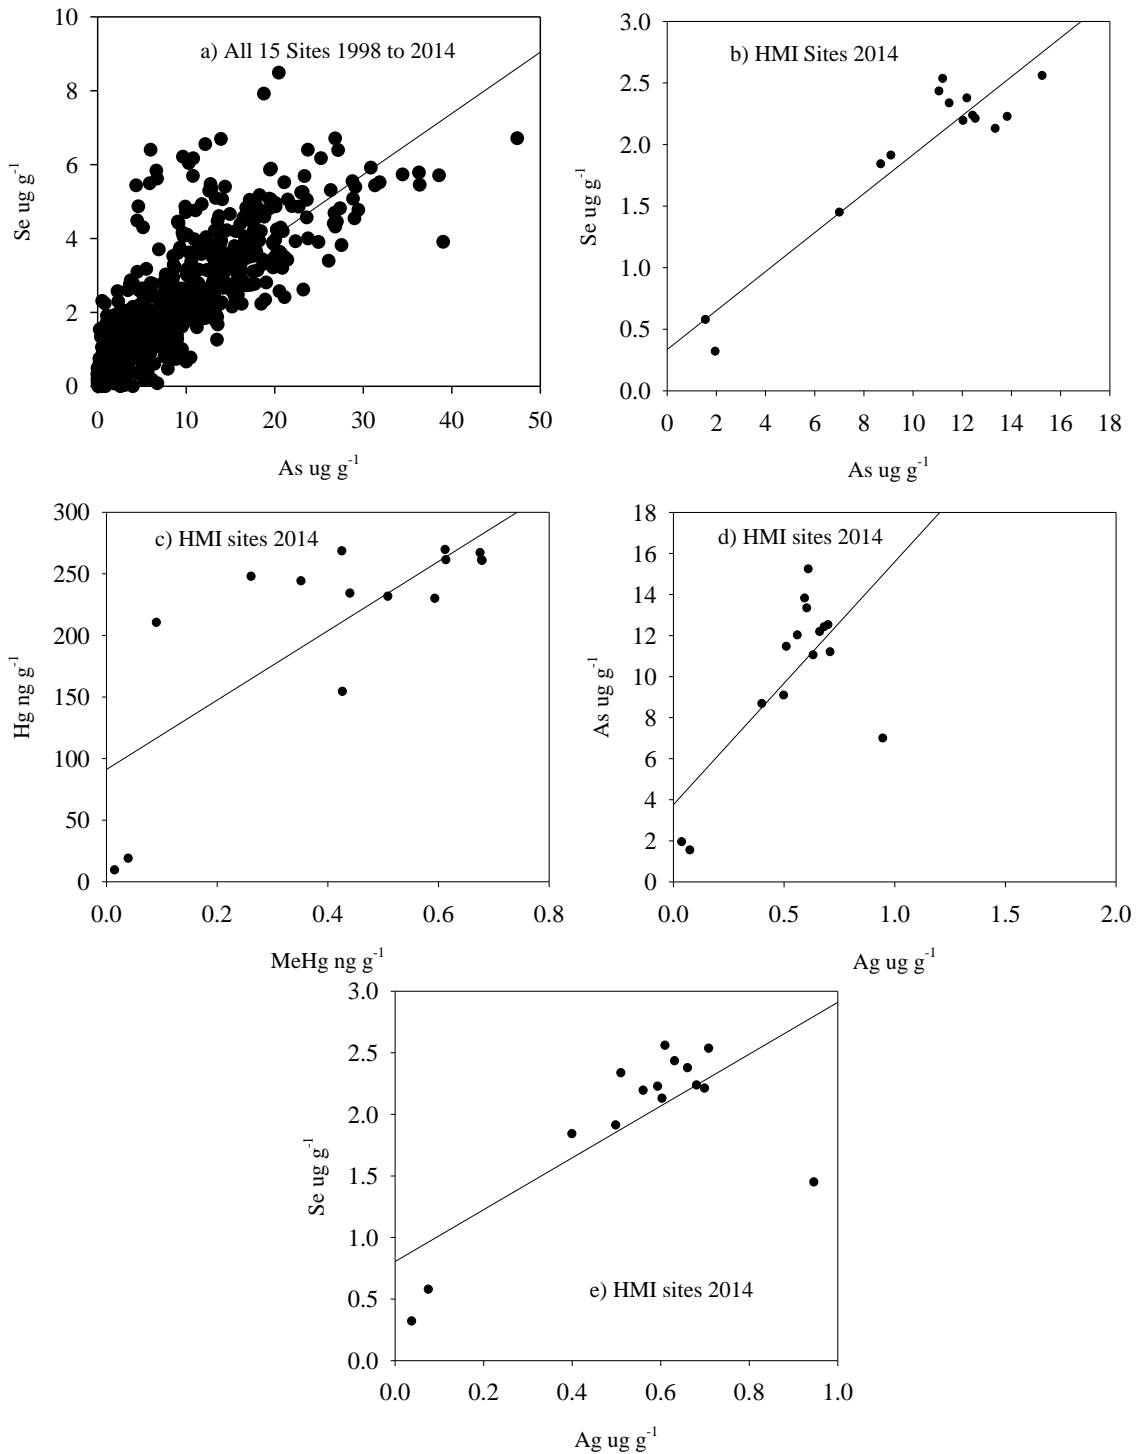 10
8
6
4
2
0
Se ug g-1
a) All 15 Sites 1998 to 2014
0 10 20 30 40 50
As ug g-1
3.0
2.5
2.0
1.5
1.0
0.5
0.0
Se ug g-1
b) HMI Sites 2014
0 2 4 6 8 10 12 14 16 18
As ug g-1
300
250
200
150
100
50
0
Hg ng g-1
c) HMI sites 2014
0.0 0.2 0.4 0.6 0.8
MeHg ng g-1
18
16
14
12
10
8
6
4
2
0
As ug g-1
d) HMI sites 2014
0.0 0.5 1.0 1.5 2.0
Ag ug g-1
3.0
2.5
2.0
1.5
1.0
0.5
0.0
Se ug g-1
e) HMI sites 2014
0.0 0.2 0.4 0.6 0.8 1.0
Ag ug g-1